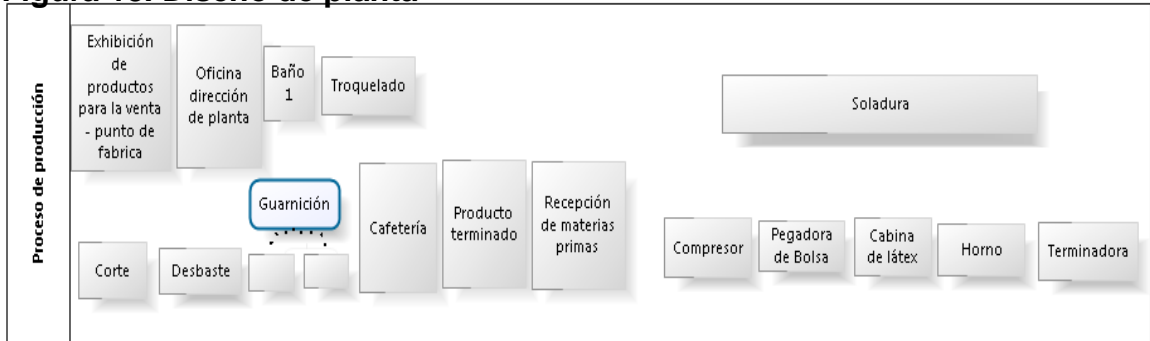 Figura 16. Diseño de planta
Proceso de producción
Exhibición
de
productos
para la venta
- punto de
fabrica
Oficina
dirección
de planta
Baño
1
Troquelado
Soladura
Guarnición
Cafetería
Producto
terminado
Recepción
de materias
primas
Corte
Desbaste
Compresor
Pegadora
de Bolsa
Cabina
de látex
Horno
Terminadora